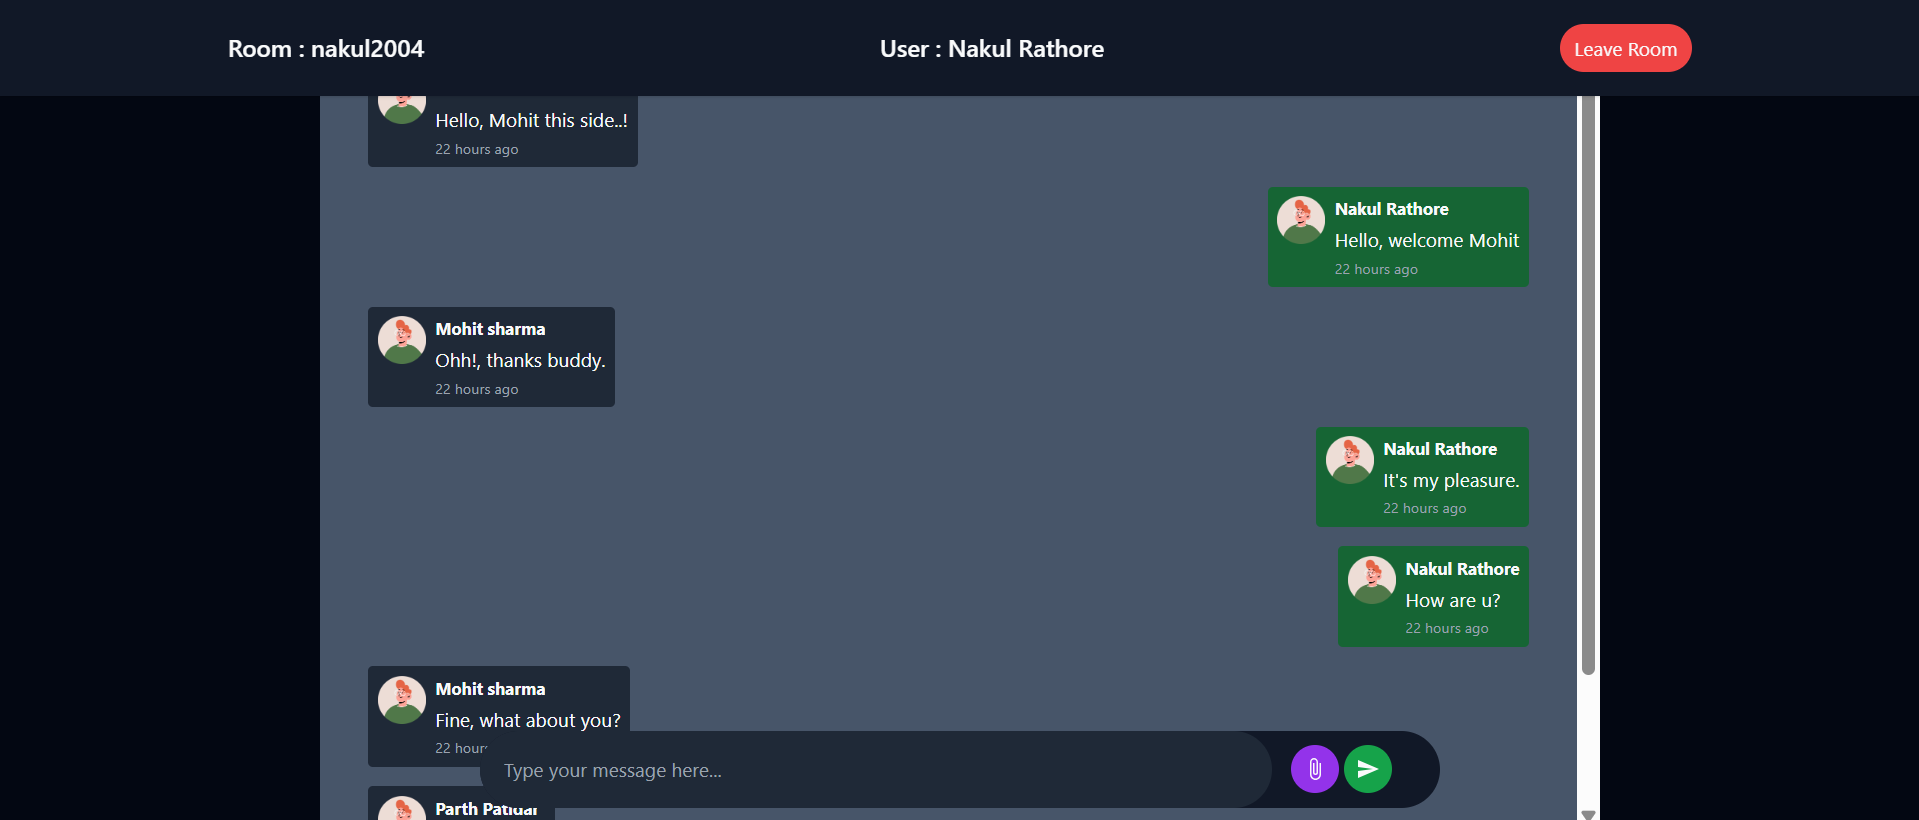 Room : nakul2004
User : Nakul Rathore
Leave Room
Hello, Mohit this side..!
22 hours ago
Nakul Rathore
Hello, welcome Mohit
22 hours ago
Mohit sharma
Ohh!, thanks buddy.
22 hours ago
Nakul Rathore
It's my pleasure.
22 hours ago
Nakul Rathore
How are u?
22 hours ago
Mohit sharma
Fine, what about you?
22 hour
Type your message here...
Parth Patidar